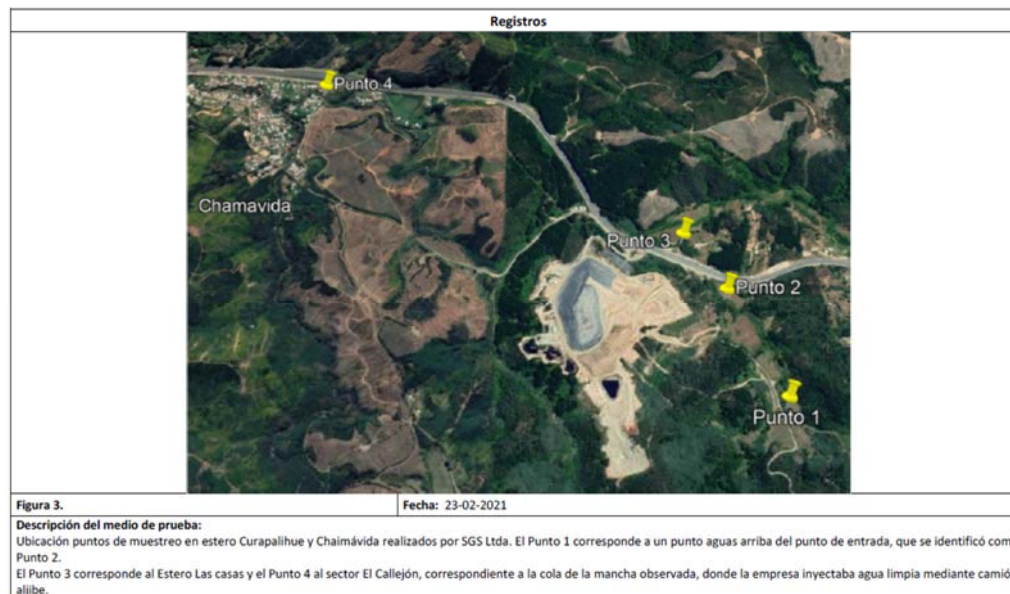 Registros
Punto 4
Chamavida
Punto 3
Punto 2
Punto 1
Figura 3.
Fecha: 23-02-2021
Descripción del medio de prueba:
Ubicación puntos de muestreo en estero Curapalihue y Chaimávida realizados por SGS Ltda. El Punto 1 corresponde a un punto aguas arriba del punto de entrada, que se identificó com
Punto 2.
El Punto 3 corresponde al Estero Las casas y el Punto 4 al sector El Callejón, correspondiente a la cola de la mancha observada, donde la empresa inyectaba agua limpia mediante camió
aljibe.